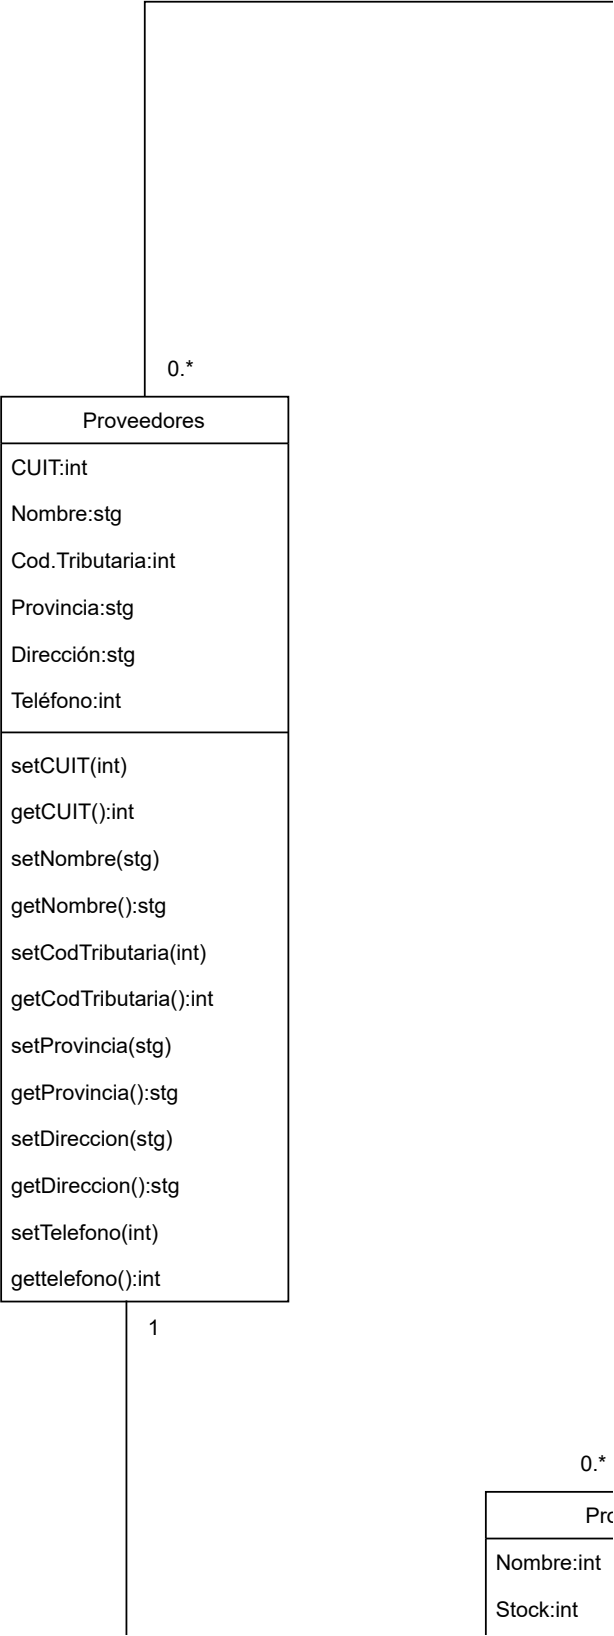 0.*
Proveedores
CUIT:int
Nombre:stg
Cod.Tributaria:int
Provincia:stg
Dirección:stg
Teléfono:int
setCUIT(int)
getCUIT():int
setNombre(stg)
getNombre():stg
setCodTributaria(int)
getCodTributaria():int
setProvincia(stg)
getProvincia():stg
setDireccion(stg)
getDireccion():stg
setTelefono(int)
gettelefono():int
1
0.*
Nombre:int
Stock:int